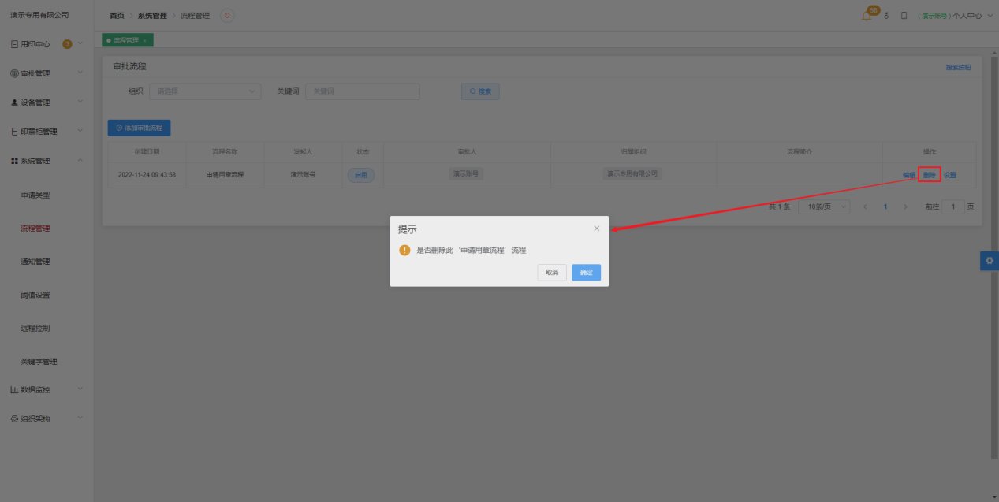 演示专用有限公司
首页 > 系统管理 > 流程管理
58
(演示账号) 个人中心
用印中心 3
审批管理
设备管理
印章柜管理
系统管理
申请类型
流程管理
通知管理
阈值设置
远程控制
关键字管理
数据监控
组织架构
流程管理 ×
审批流程
搜索按钮
组织 请选择 关键词 关键词 搜索
添加审批流程
创建日期 流程名称 发起人 状态 审批人 归属组织 流程简介 操作
2022-11-24 09:43:58 申请用章流程 演示账号 启用 演示账号 演示专用有限公司 编辑 删除 设置
共 1 条 10条/页 < 1 > 前往 1 页
提示 ×
是否删除此‘申请用章流程’流程
取消 确定